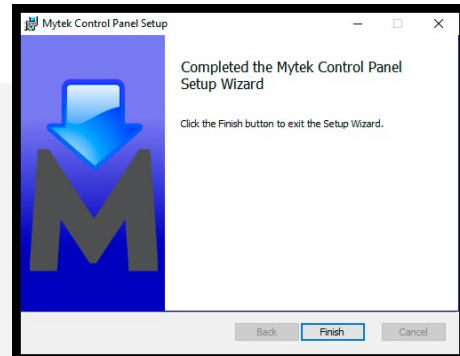 Mytek Control Panel Setup
Completed the Mytek Control Panel
Setup Wizard
Click the Finish button to exit the Setup Wizard.
M
Back Finish Cancel